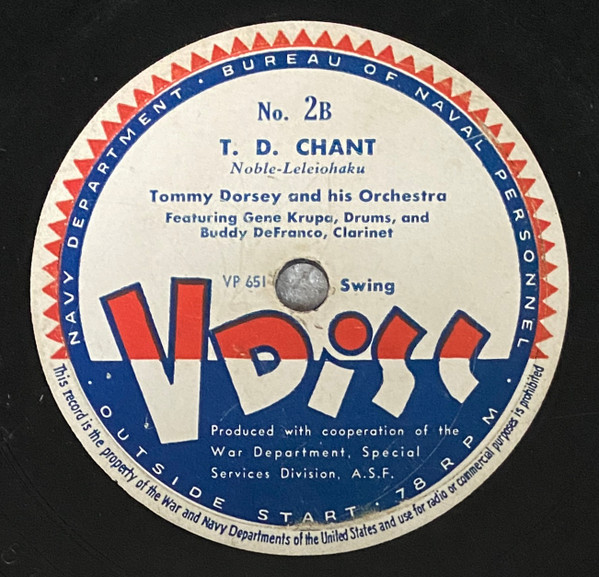 NAVY DEPARTMENT · BUREAU OF NAVAL PERSONNEL
No. 2B
T. D. CHANT
Noble-Leleiohaku
Tommy Dorsey and his Orchestra
Featuring Gene Krupa, Drums, and
Buddy DeFranco, Clarinet
VP 651
Swing
V Disc
Produced with cooperation of the
War Department, Special
Services Division, A.S.F.
· OUTSIDE START · 78 RPM ·
This record is the property of the War and Navy Departments of the United States and use for radio or commercial purposes is prohibited